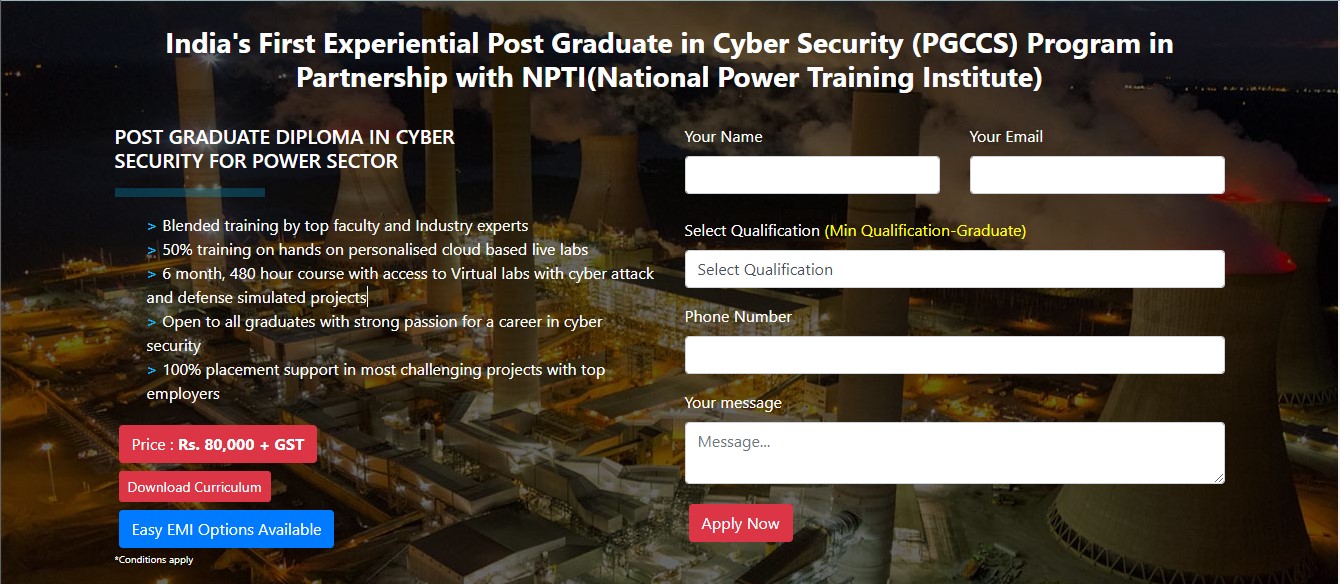 India's First Experiential Post Graduate in Cyber Security (PGCCS) Program in
Partnership with NPTI(National Power Training Institute)
POST GRADUATE DIPLOMA IN CYBER
SECURITY FOR POWER SECTOR
> Blended training by top faculty and Industry experts
> 50% training on hands on personalised cloud based live labs
> 6 month, 480 hour course with access to Virtual labs with cyber attack
and defense simulated projects
> Open to all graduates with strong passion for a career in cyber
security
> 100% placement support in most challenging projects with top
employers
Price : Rs. 80,000 + GST
Download Curriculum
Easy EMI Options Available
*Conditions apply
Your Name
Your Email
Select Qualification (Min Qualification-Graduate)
Select Qualification
Phone Number
Your message
Message...
Apply Now